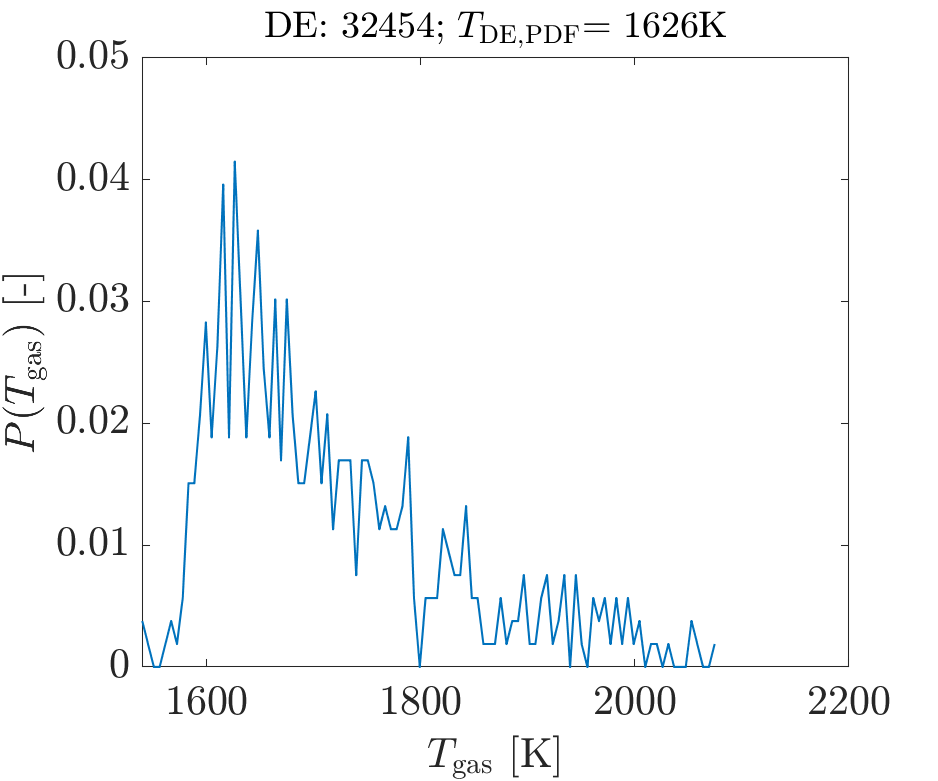 DE: 32454; T_DE,PDF= 1626K
0.05
0.04
0.03
0.02
0.01
0
P(T_gas) [-]
1600 1800 2000 2200
T_gas [K]